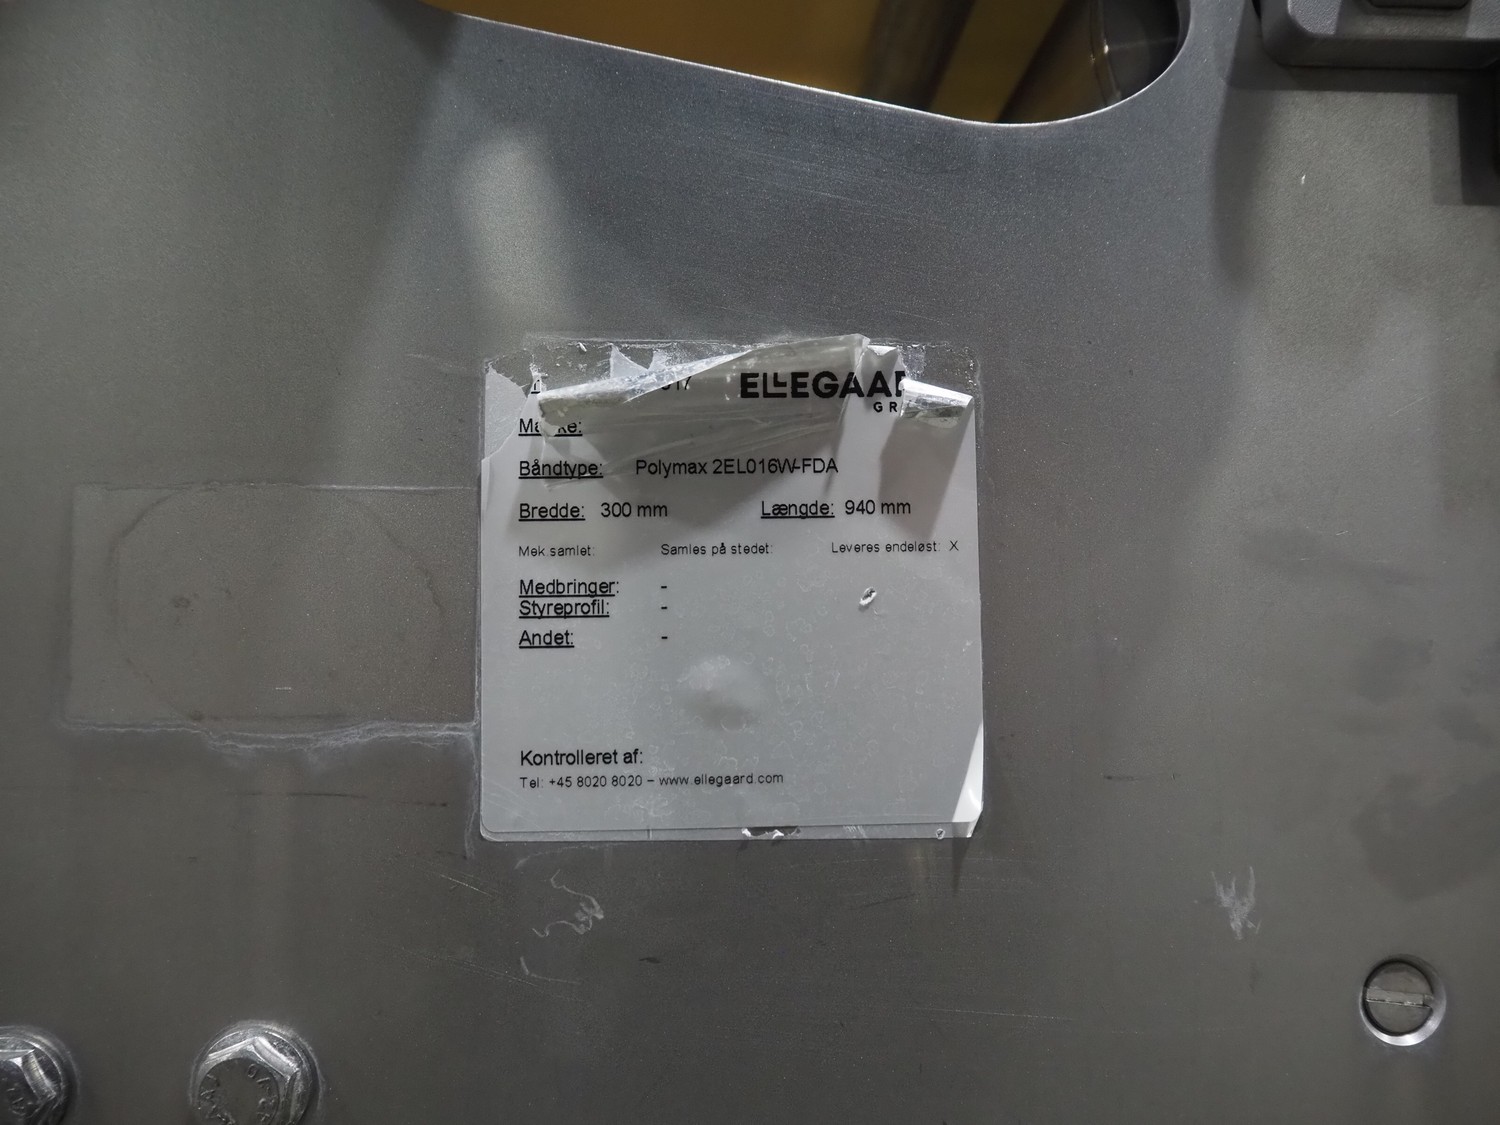 ELLEGAA
GR
Båndtype: Polymax 2EL016W-FDA
Bredde: 300 mm Længde: 940 mm
Mek.samlet: Samles på stedet: Leveres endeløst: X
Medbringer: -
Styreprofil: -
Andet: -
Kontrolleret af:
Tel: +45 8020 8020 – www.ellegaard.com